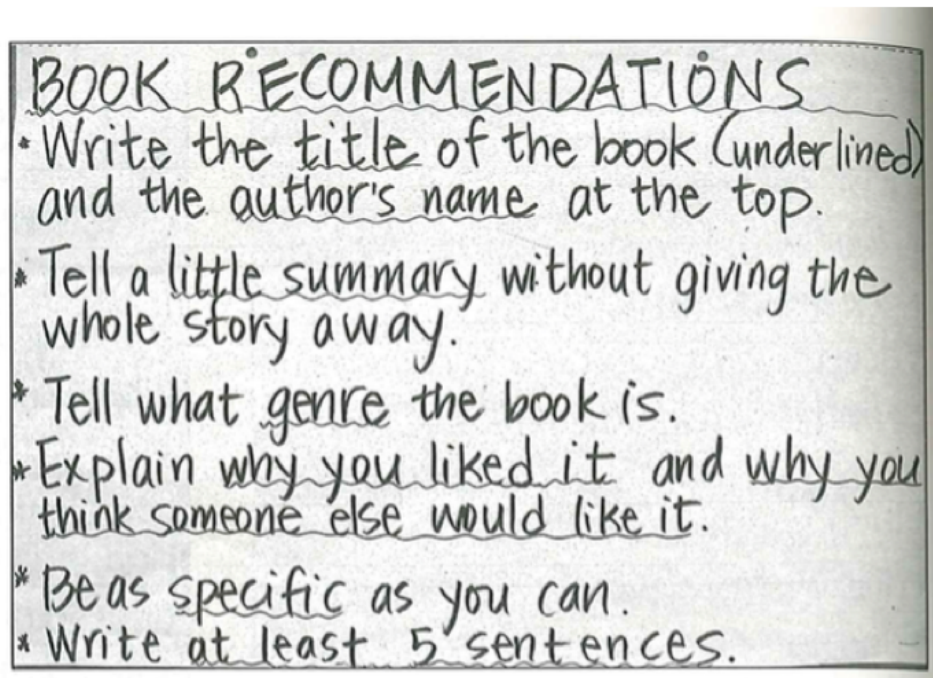 BOOK RECOMMENDATIONS
* Write the title of the book (underlined)
and the author's name at the top.
* Tell a little summary without giving the
whole story away.
* Tell what genre the book is.
* Explain why you liked it and why you
think someone else would like it.
* Be as specific as you can.
* Write at least 5 sentences.